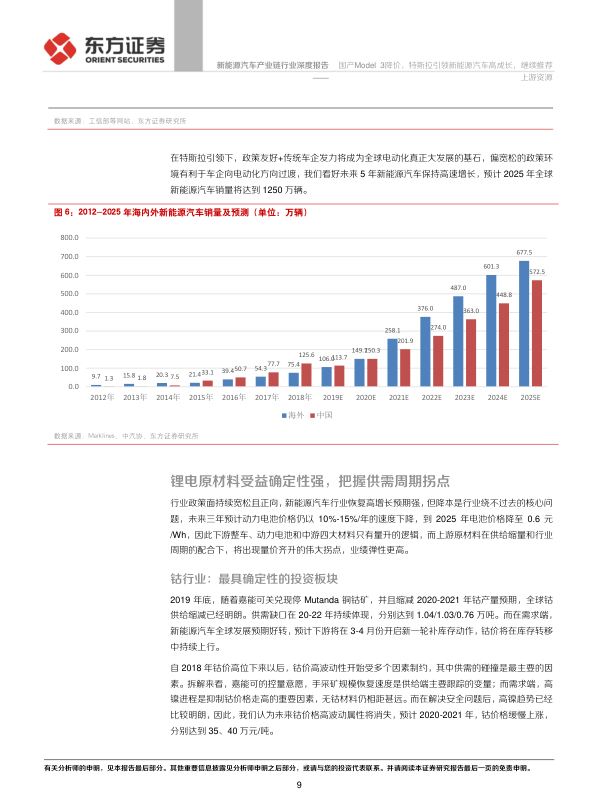 东方证券
ORIENT SECURITIES
新能源汽车产业链行业深度报告 国产Model 3降价，特斯拉引领新能源汽车高成长，继续推荐
——
上游资源
数据来源：工信部等网站、东方证券研究所
在特斯拉引领下，政策友好+传统车企发力将成为全球电动化真正大发展的基石，偏宽松的政策环
境有利于车企向电动化方向过渡，我们看好未来 5 年新能源汽车保持高速增长，预计 2025 年全球
新能源汽车销量将达到 1250 万辆。
图 6：2012—2025 年海内外新能源汽车销量及预测（单位：万辆）
800.0
700.0
600.0
500.0
400.0
300.0
200.0
100.0
0.0
9.7 1.3 15.8 1.8 20.3 7.5 21.4 33.1 39.4 50.7 54.3 77.7 75.4 125.6 106.0 113.7 149.7 150.3 258.1 201.9 376.0 274.0 487.0 363.0 601.3 448.8 677.5 572.5
2012年 2013年 2014年 2015年 2016年 2017年 2018年 2019E 2020E 2021E 2022E 2023E 2024E 2025E
海外 中国
数据来源：Marklines、中汽协、东方证券研究所
锂电原材料受益确定性强，把握供需周期拐点
行业政策面持续宽松且正向，新能源汽车行业恢复高增长预期强，但降本是行业绕不过去的核心问
题，未来三年预计动力电池价格仍以 10%-15%/年的速度下降，到 2025 年电池价格降至 0.6 元
/Wh，因此下游整车、动力电池和中游四大材料只有量升的逻辑，而上游原材料在供给缩量和行业
周期的配合下，将出现量价齐升的伟大拐点，业绩弹性更高。
钴行业：最具确定性的投资板块
2019 年底，随着嘉能可关兑现停 Mutanda 铜钴矿，并且缩减 2020-2021 年钴产量预期，全球钴
供给缩减已经明朗。供需缺口在 20-22 年持续体现，分别达到 1.04/1.03/0.76 万吨。而在需求端，
新能源汽车全球发展预期好转，预计下游将在 3-4 月份开启新一轮补库存动作，钴价将在库存转移
中持续上行。
自 2018 年钴价高位下来以后，钴价高波动性开始受多个因素制约，其中供需的碰撞是最主要的因
素。拆解来看，嘉能可的控量意愿，手采矿规模恢复速度是供给端主要跟踪的变量；而需求端，高
镍进程是抑制钴价格走高的重要因素，无钴材料仍相距甚远。而在解决安全问题后，高镍趋势已经
比较明朗，因此，我们认为未来钴价格高波动属性将消失，预计 2020-2021 年，钴价格缓慢上涨，
分别达到 35、40 万元/吨。
有关分析师的申明，见本报告最后部分。其他重要信息披露见分析师申明之后部分，或请与您的投资代表联系。并请阅读本证券研究报告最后一页的免责申明。
9